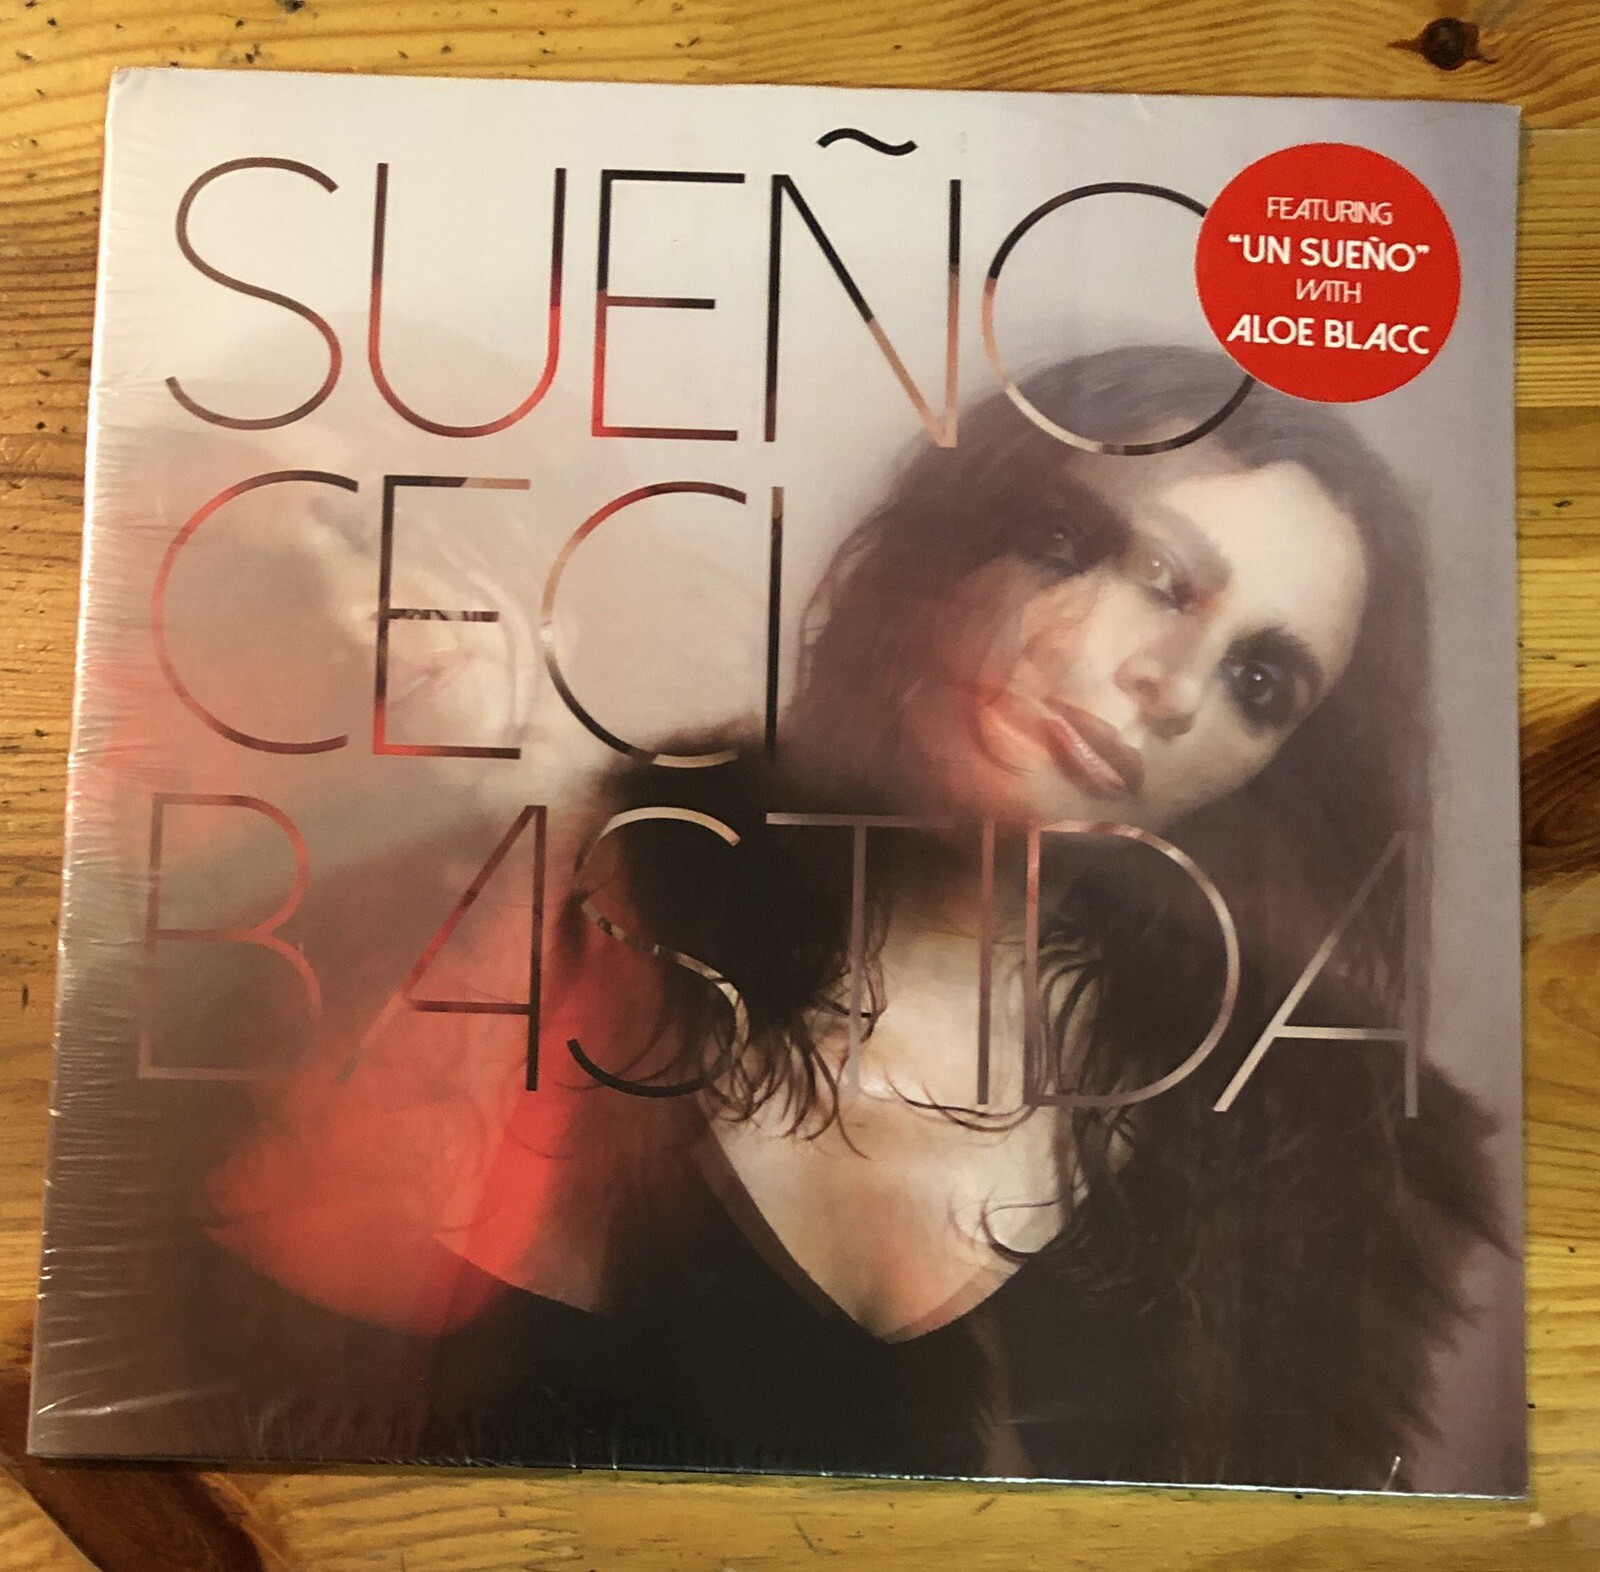 SUEÑO
CECI
BASTIDA
FEATURING
"UN SUEÑO"
WITH
ALOE BLACC